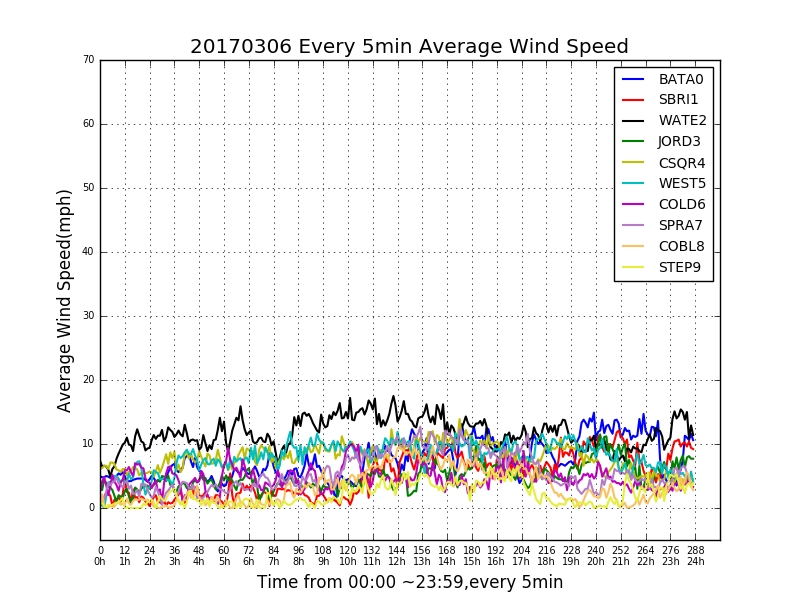 20170306 Every 5min Average Wind Speed
70
60
50
40
30
20
10
0
Average Wind Speed(mph)
BATA0
SBRI1
WATE2
JORD3
CSQR4
WEST5
COLD6
SPRA7
COBL8
STEP9
0 12 24 36 48 60 72 84 96 108 120 132 144 156 168 180 192 204 216 228 240 252 264 276 288
0h 1h 2h 3h 4h 5h 6h 7h 8h 9h 10h 11h 12h 13h 14h 15h 16h 17h 18h 19h 20h 21h 22h 23h 24h
Time from 00:00 ~23:59,every 5min